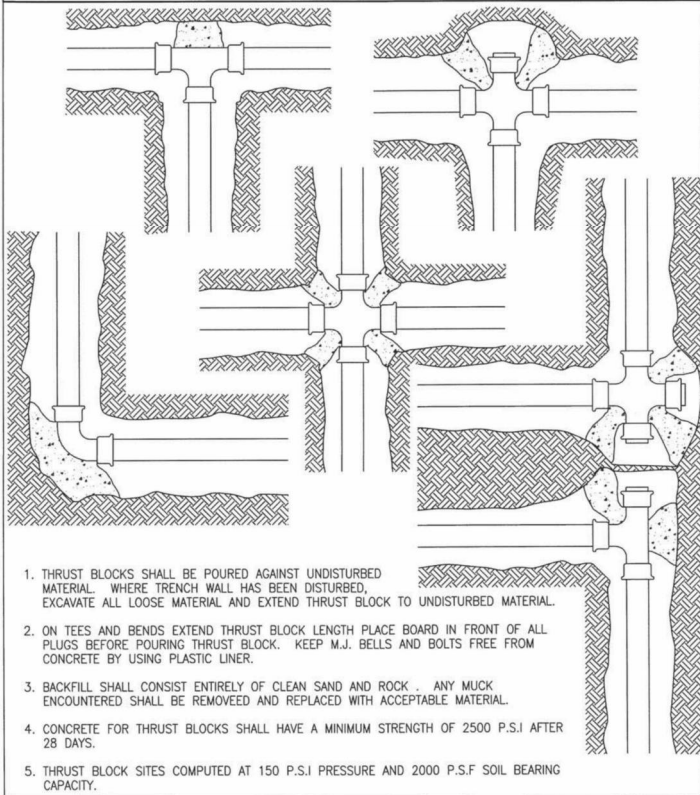 1. THRUST BLOCKS SHALL BE POURED AGAINST UNDISTURBED
MATERIAL. WHERE TRENCH WALL HAS BEEN DISTURBED,
EXCAVATE ALL LOOSE MATERIAL AND EXTEND THRUST BLOCK TO UNDISTURBED MATERIAL.
2. ON TEES AND BENDS EXTEND THRUST BLOCK LENGTH PLACE BOARD IN FRONT OF ALL
PLUGS BEFORE POURING THRUST BLOCK. KEEP M.J. BELLS AND BOLTS FREE FROM
CONCRETE BY USING PLASTIC LINER.
3. BACKFILL SHALL CONSIST ENTIRELY OF CLEAN SAND AND ROCK . ANY MUCK
ENCOUNTERED SHALL BE REMOVEED AND REPLACED WITH ACCEPTABLE MATERIAL.
4. CONCRETE FOR THRUST BLOCKS SHALL HAVE A MINIMUM STRENGTH OF 2500 P.S.I AFTER
28 DAYS.
5. THRUST BLOCK SITES COMPUTED AT 150 P.S.I PRESSURE AND 2000 P.S.F SOIL BEARING
CAPACITY.